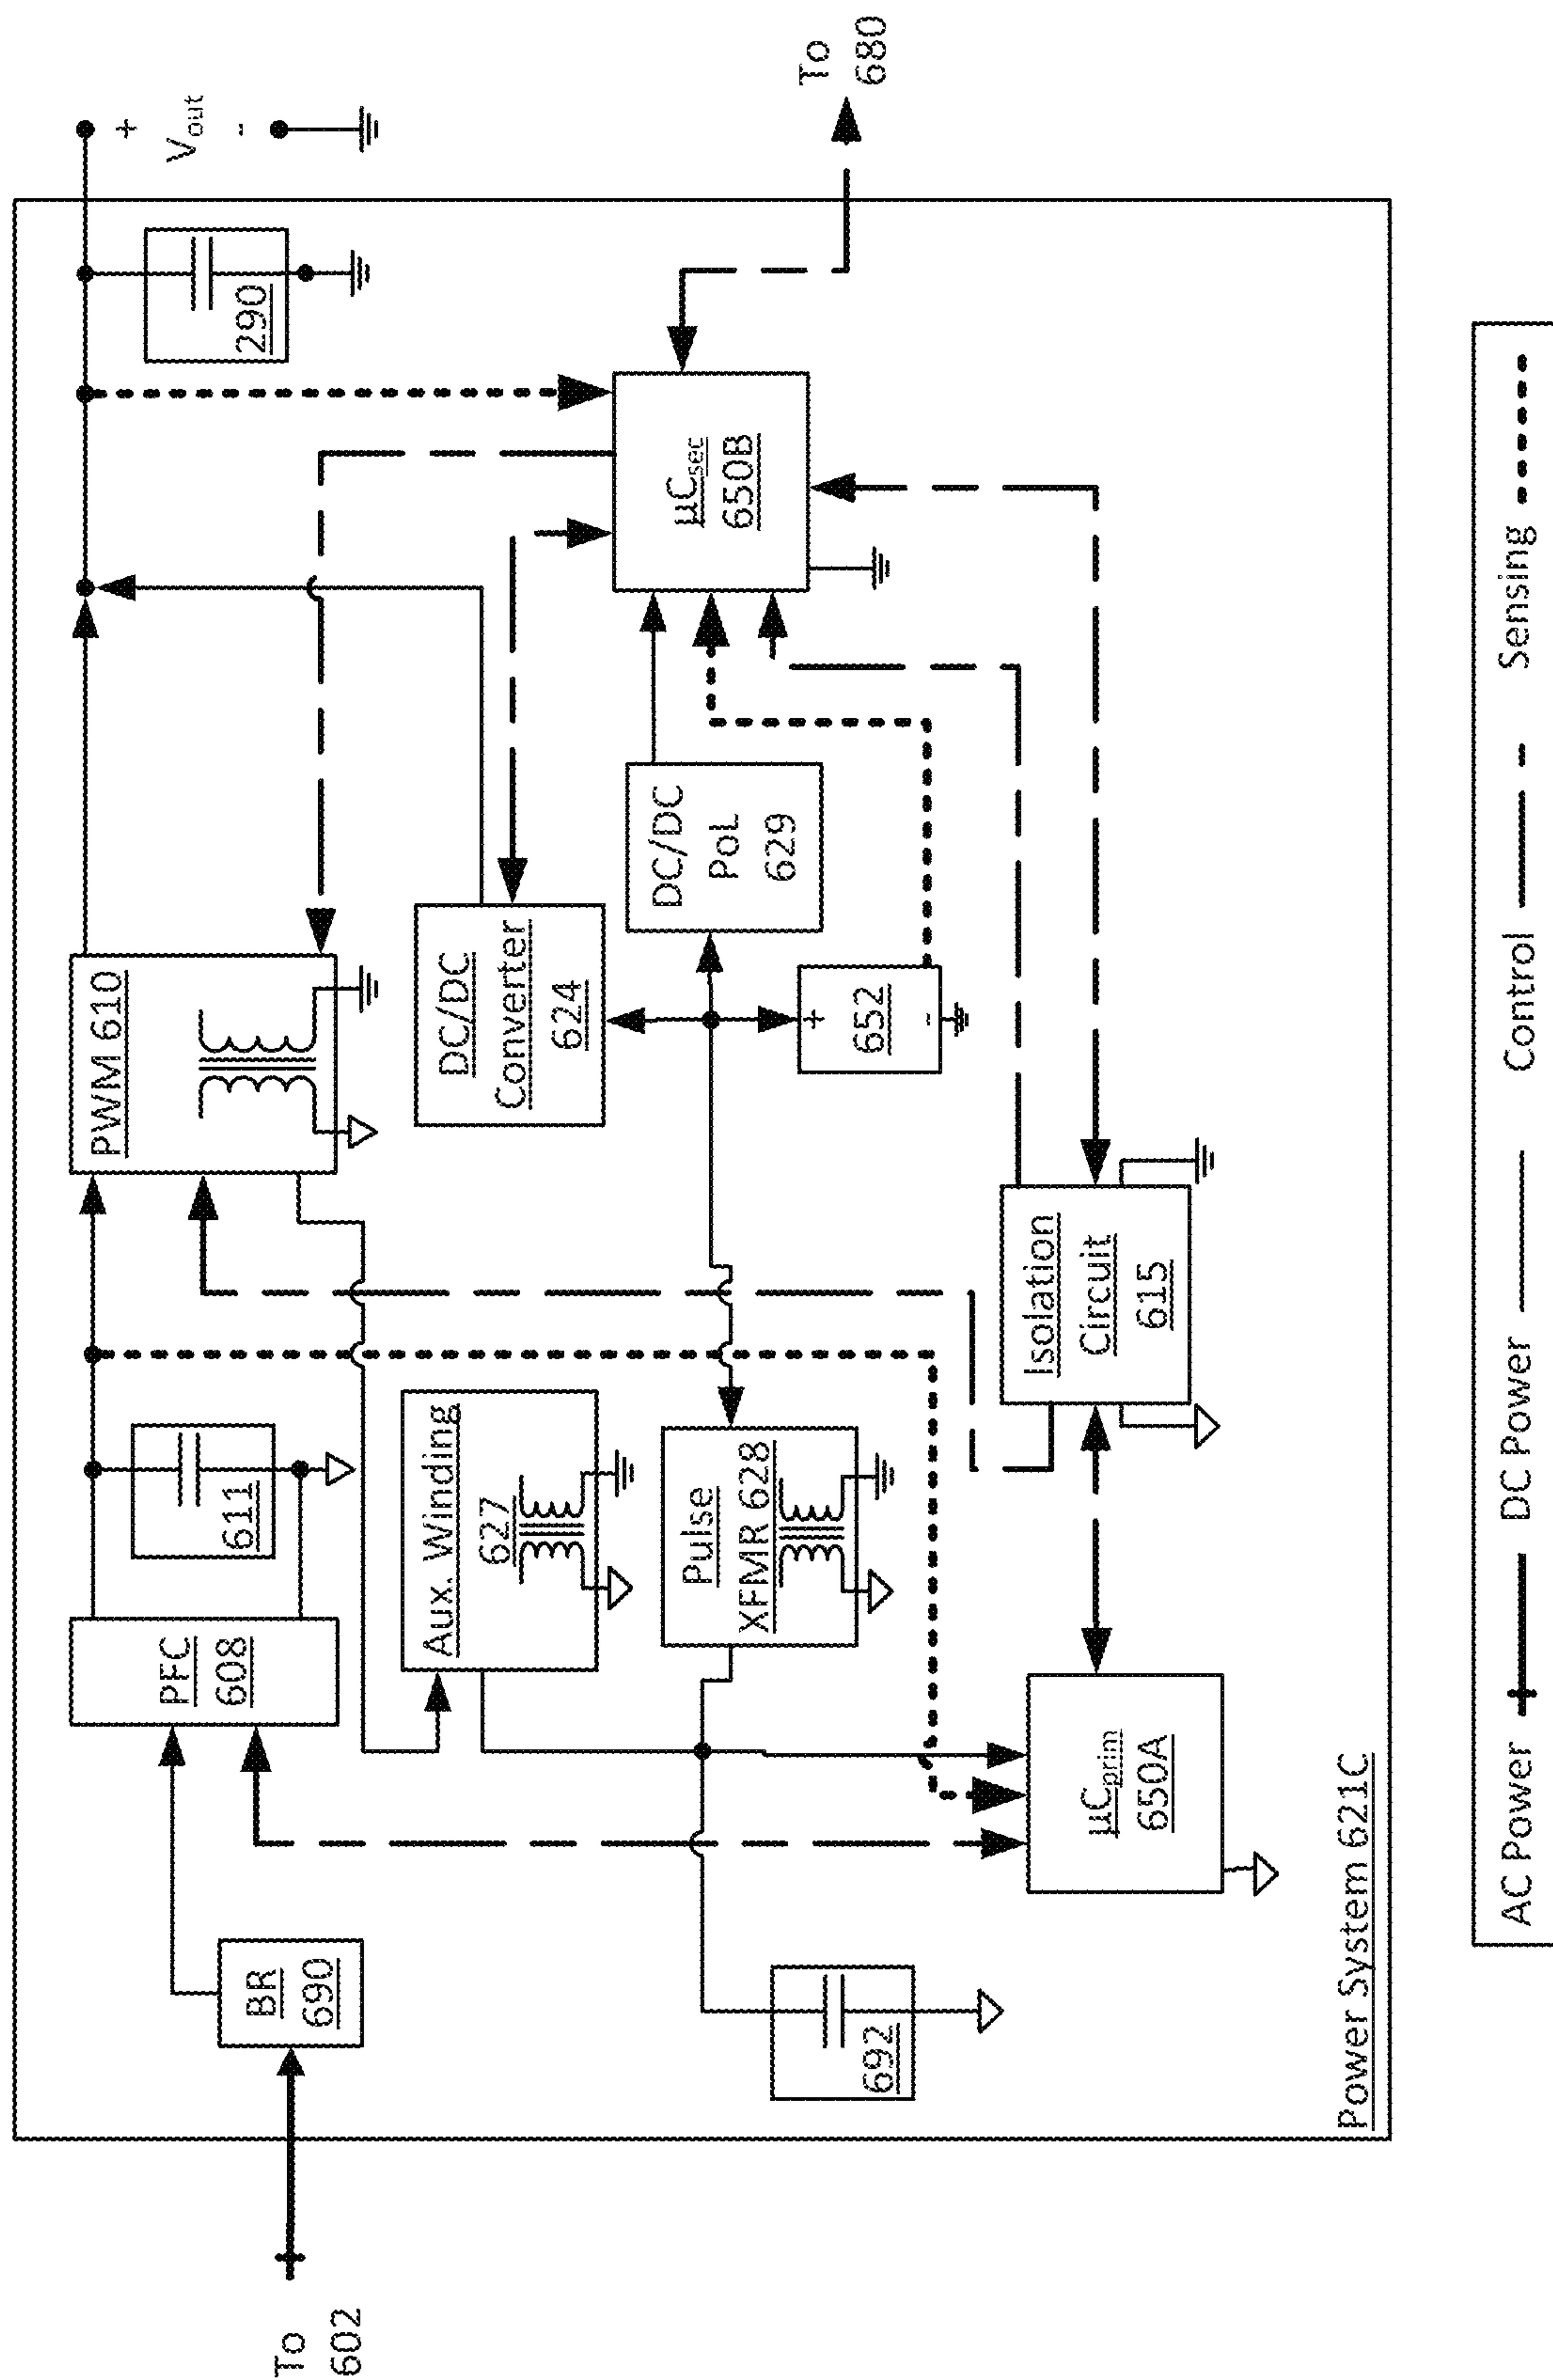 To
602
BR
690
PFC
608
611
PWM 610
290
+
Vout
-
Aux. Winding
627
Pulse
XFMR 628
DC/DC
Converter
624
DC/DC
PoL
629
+
652
-
µCsec
650B
To
680
692
µCprim
650A
Isolation
Circuit
615
Power System 621C
AC Power
DC Power
Control
Sensing